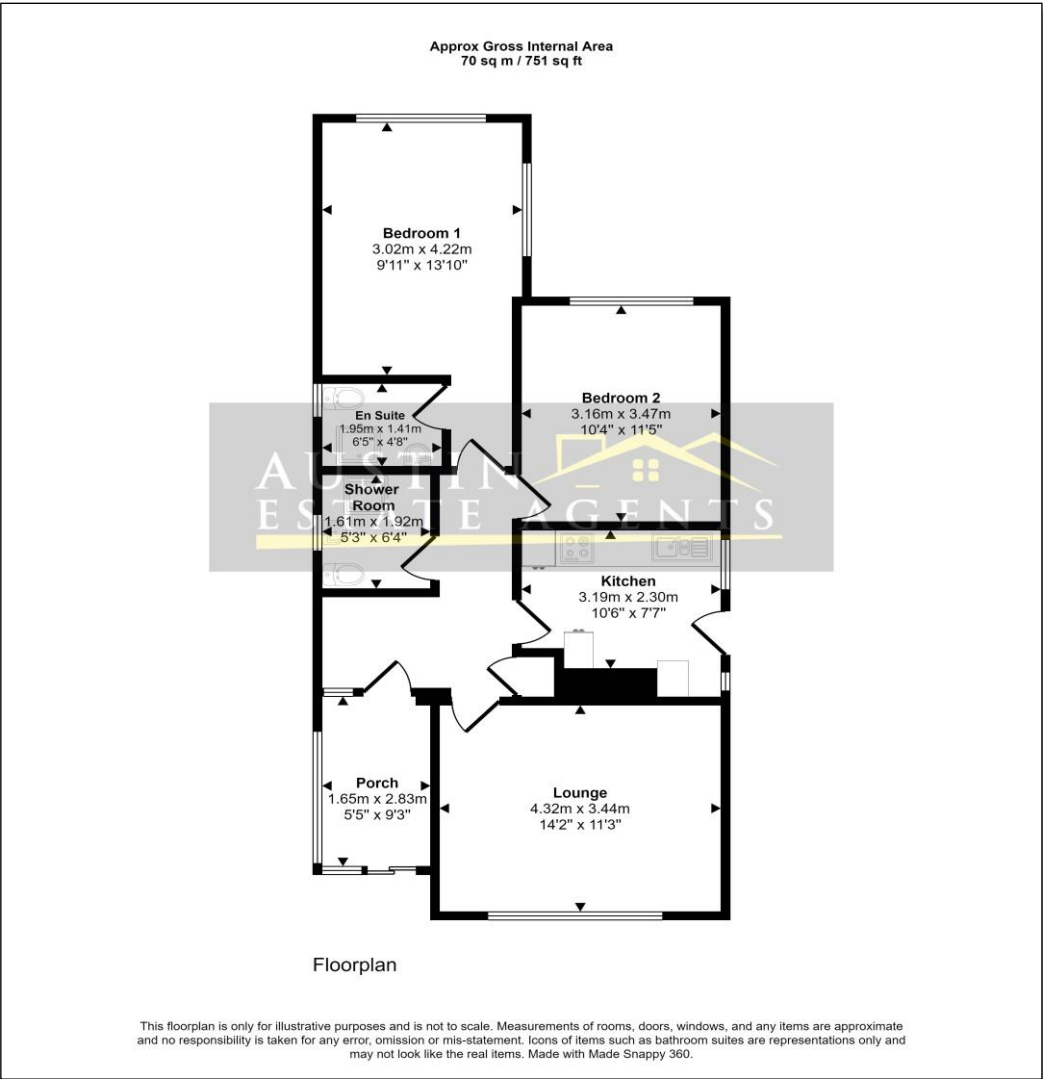 Approx Gross Internal Area
70 sq m / 751 sq ft
Bedroom 1
3.02m x 4.22m
9'11" x 13'10"
Bedroom 2
3.16m x 3.47m
10'4" x 11'5"
En Suite
1.95m x 1.41m
6'5" x 4'8"
AUSTIN
ESTATE AGENTS
Shower
Room
1.61m x 1.92m
5'3" x 6'4"
Kitchen
3.19m x 2.30m
10'6" x 7'7"
Porch
1.65m x 2.83m
5'5" x 9'3"
Lounge
4.32m x 3.44m
14'2" x 11'3"
Floorplan
This floorplan is only for illustrative purposes and is not to scale. Measurements of rooms, doors, windows, and any items are approximate
and no responsibility is taken for any error, omission or mis-statement. Icons of items such as bathroom suites are representations only and
may not look like the real items. Made with Made Snappy 360.